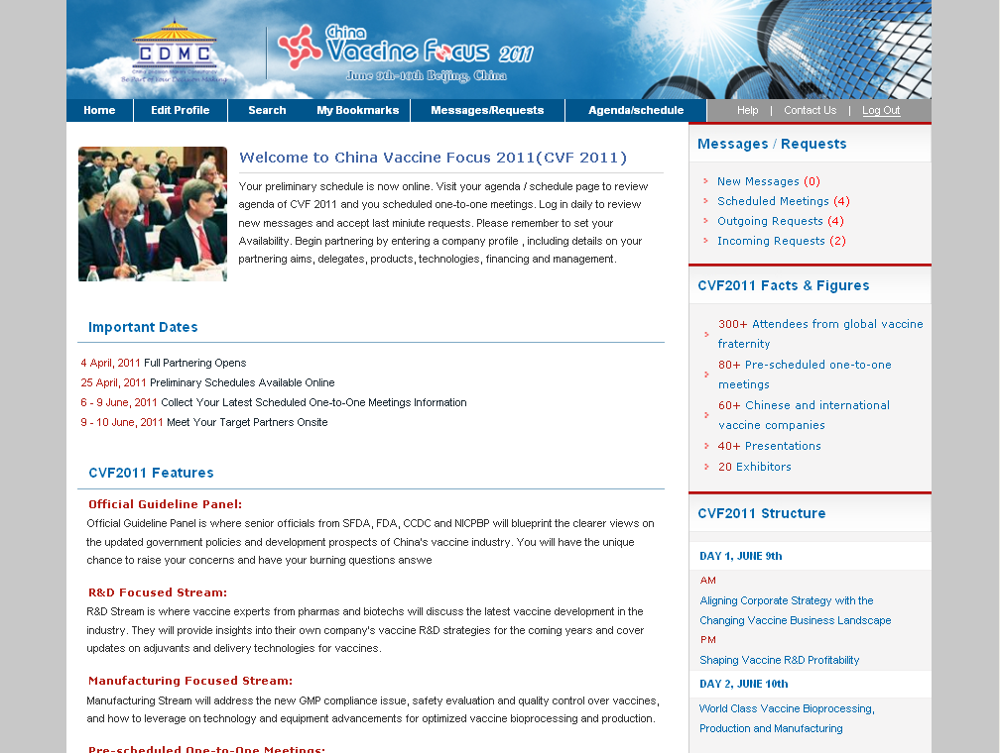 CDMC
China
Vaccine Focus 2011
June 9th-10th Beijing, China
Home
Edit Profile
Search
My Bookmarks
Messages/Requests
Agenda/schedule
Help | Contact Us | Log Out
Welcome to China Vaccine Focus 2011(CVF 2011)
Your preliminary schedule is now online. Visit your agenda / schedule page to review
agenda of CVF 2011 and you scheduled one-to-one meetings. Log in daily to review
new messages and accept last miniute requests. Please remember to set your
Availability. Begin partnering by entering a company profile , including details on your
partnering aims, delegates, products, technologies, financing and management.
Important Dates
4 April, 2011 Full Partnering Opens
25 April, 2011 Preliminary Schedules Available Online
6 - 9 June, 2011 Collect Your Latest Scheduled One-to-One Meetings Information
9 - 10 June, 2011 Meet Your Target Partners Onsite
CVF2011 Features
Official Guideline Panel:
Official Guideline Panel is where senior officials from SFDA, FDA, CCDC and NICPBP will blueprint the clearer views on
the updated government policies and development prospects of China's vaccine industry. You will have the unique
chance to raise your concerns and have your burning questions answe
R&D Focused Stream:
R&D Stream is where vaccine experts from pharmas and biotechs will discuss the latest vaccine development in the
industry. They will provide insights into their own company's vaccine R&D strategies for the coming years and cover
updates on adjuvants and delivery technologies for vaccines.
Manufacturing Focused Stream:
Manufacturing Stream will address the new GMP compliance issue, safety evaluation and quality control over vaccines,
and how to leverage on technology and equipment advancements for optimized vaccine bioprocessing and production.
Pre-scheduled One-to-One Meetings:
Messages / Requests
New Messages (0)
Scheduled Meetings (4)
Outgoing Requests (4)
Incoming Requests (2)
CVF2011 Facts & Figures
300+ Attendees from global vaccine
fraternity
80+ Pre-scheduled one-to-one
meetings
60+ Chinese and international
vaccine companies
40+ Presentations
20 Exhibitors
CVF2011 Structure
DAY 1, JUNE 9th
AM
Aligning Corporate Strategy with the
Changing Vaccine Business Landscape
PM
Shaping Vaccine R&D Profitability
DAY 2, JUNE 10th
World Class Vaccine Bioprocessing,
Production and Manufacturing